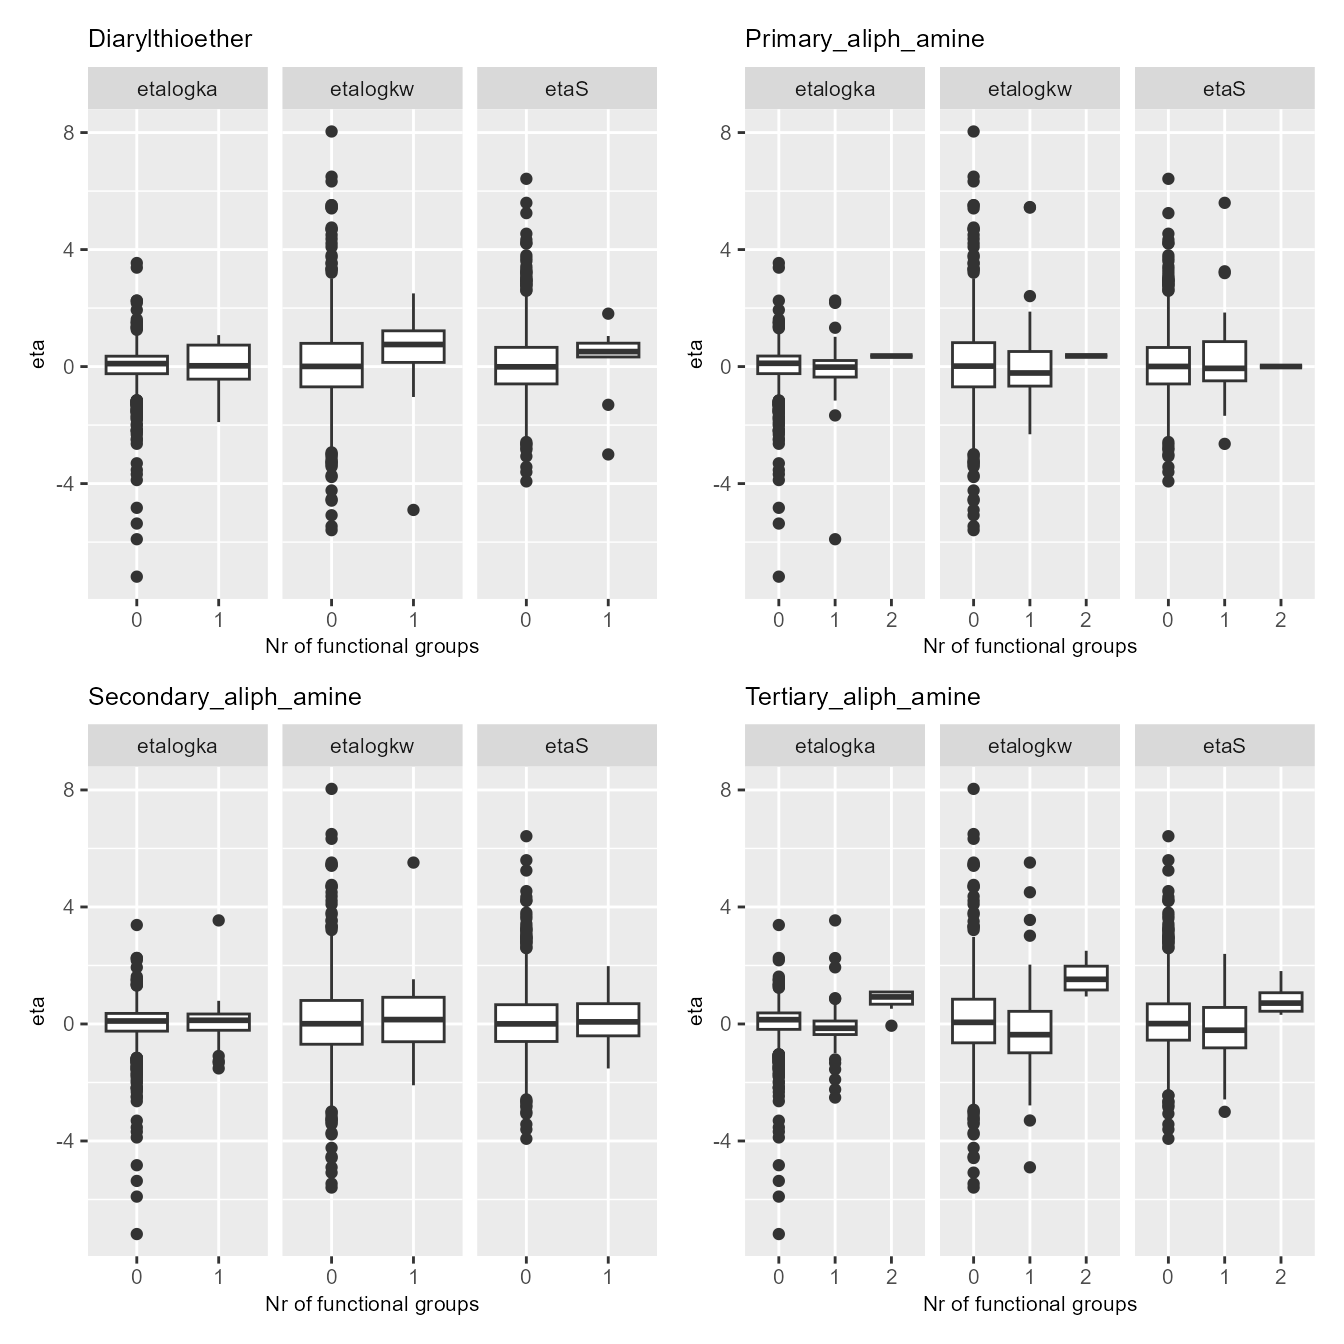 Diarylthioether
Primary_aliph_amine
etalogka etalogkw etaS
etalogka etalogkw etaS
8
4
0
-4
eta
0 1 0 1 0 1
Nr of functional groups
8
4
0
-4
eta
0 1 2 0 1 2 0 1 2
Nr of functional groups
Secondary_aliph_amine
Tertiary_aliph_amine
etalogka etalogkw etaS
etalogka etalogkw etaS
8
4
0
-4
eta
0 1 0 1 0 1
Nr of functional groups
8
4
0
-4
eta
0 1 2 0 1 2 0 1 2
Nr of functional groups